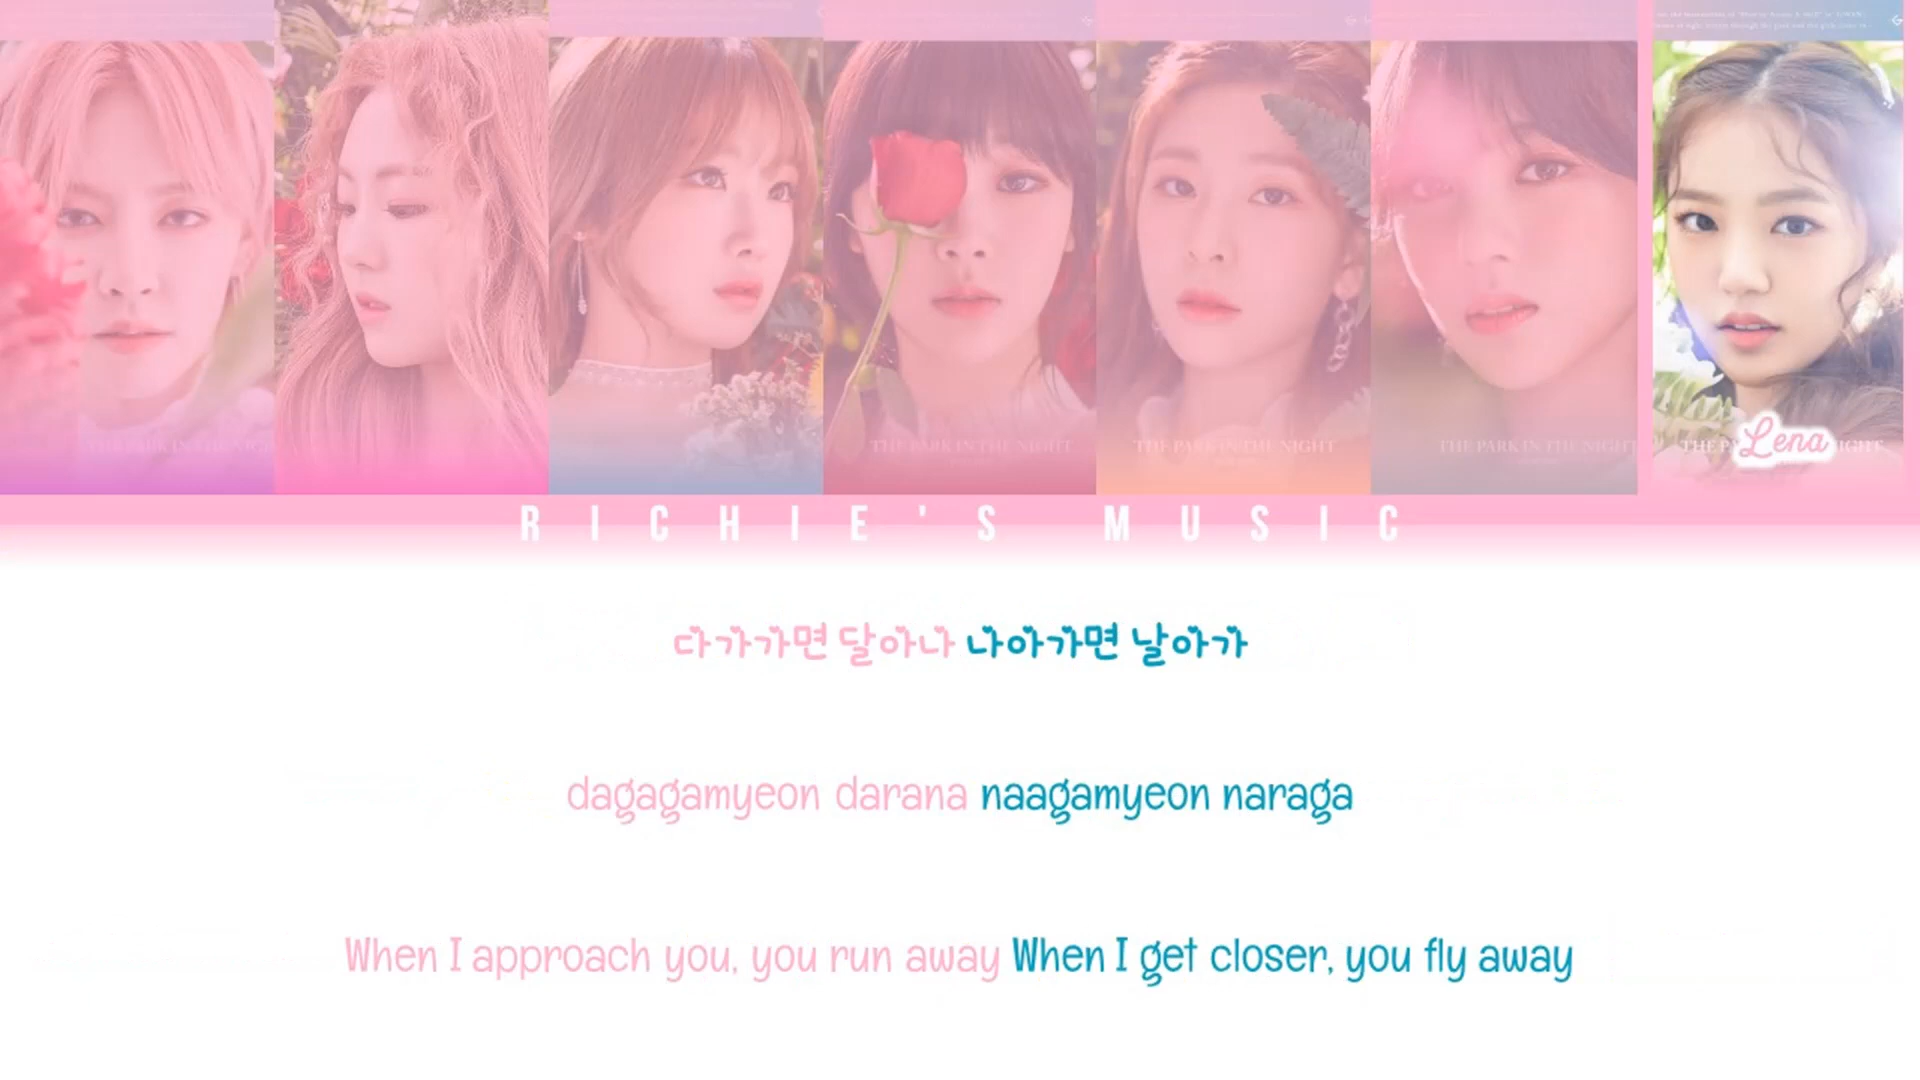 THE PARK IN THE NIGHT
THE PARK IN THE NIGHT
THE PARK IN THE NIGHT
Lena
RICHIE'S MUSIC
다가가면 달아나 나아가면 날아가
dagagamyeon darana naagamyeon naraga
When I approach you, you run away When I get closer, you fly away